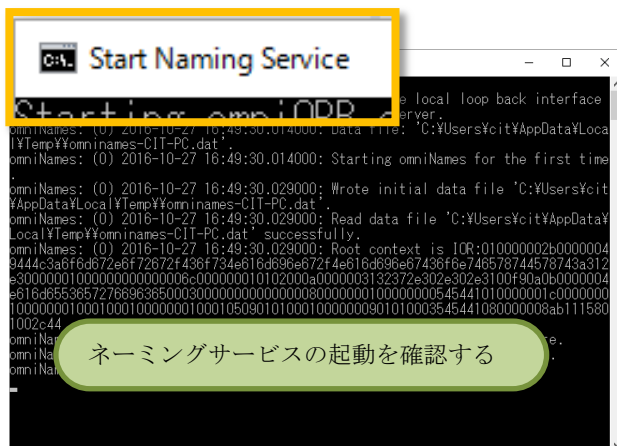 Start Naming Service
Starting omniORB
e local loop back interface
erver.
omniNames: (0) 2016-10-27 16:49:30.014000: Data file: 'C:¥Users¥cit¥AppData¥Loca
l¥Temp¥¥omninames-CIT-PC.dat'.
omniNames: (0) 2016-10-27 16:49:30.014000: Starting omniNames for the first time
.
omniNames: (0) 2016-10-27 16:49:30.029000: Wrote initial data file 'C:¥Users¥cit
¥AppData¥Local¥Temp¥¥omninames-CIT-PC.dat'.
omniNames: (0) 2016-10-27 16:49:30.029000: Read data file 'C:¥Users¥cit¥AppData¥
Local¥Temp¥¥omninames-CIT-PC.dat' successfully.
omniNames: (0) 2016-10-27 16:49:30.029000: Root context is IOR:010000002b0000004
9444c3a6f6d672e6f72672f436f734e616d696e672f4e616d696e67436f6e746578744578743a312
e300000010000000000000006c000000010102000a0000003132372e302e302e3100f90a0b0000004
e616d6553657276696365000300000000000000080000000100000000545441010000001c0000000
1002c44
omniNa
te.
omniNa
omniNa
ネーミングサービスの起動を確認する